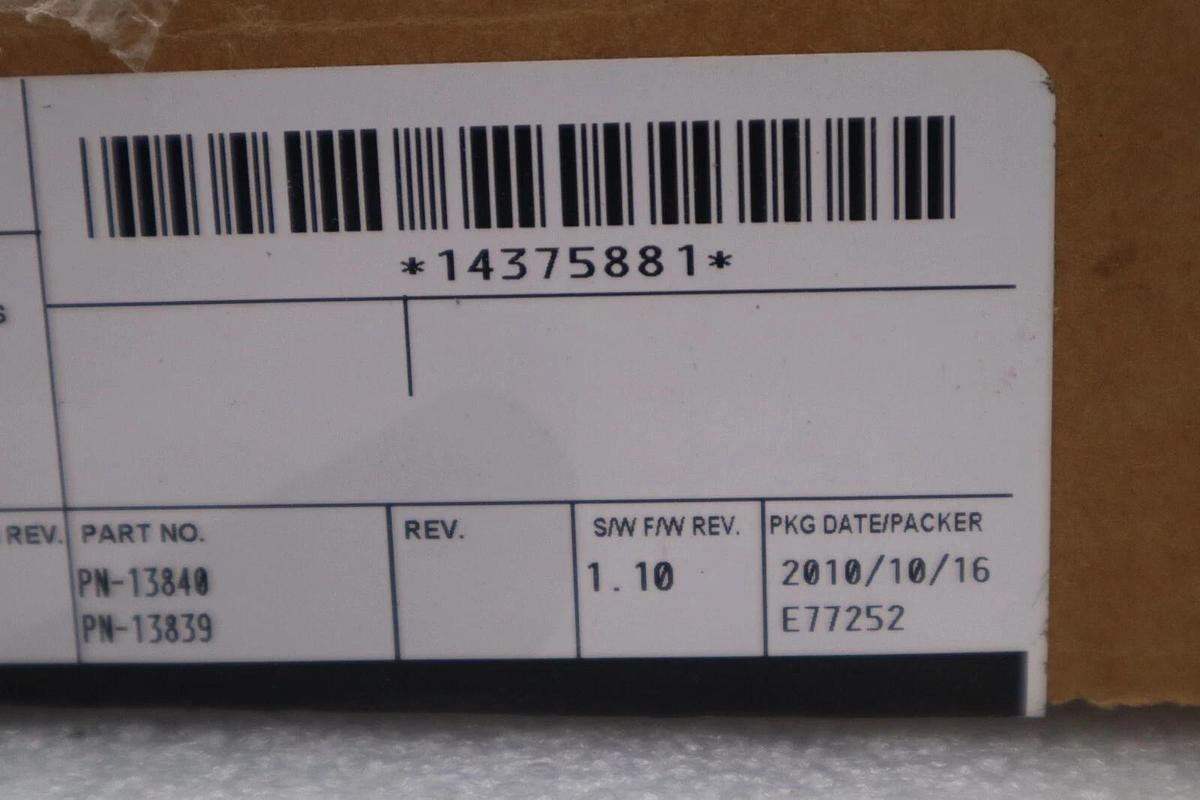 *14375881*
S
REV.
PART NO.
PN-13840
PN-13839
REV.
S/W F/W REV.
1.10
PKG DATE/PACKER
2010/10/16
E77252